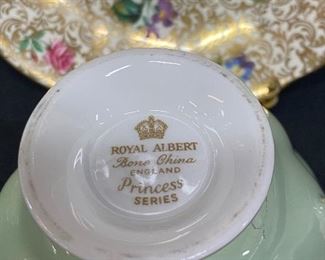 ROYAL ALBERT
Bone China
ENGLAND
Princess
SERIES